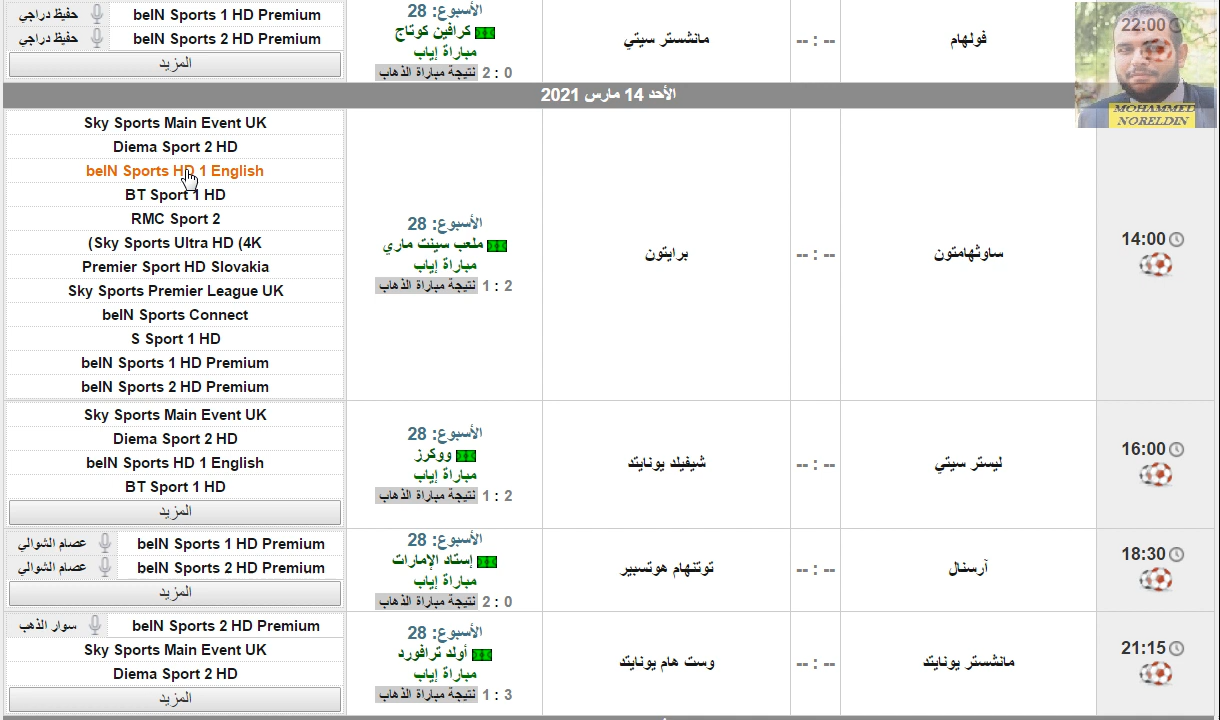 22:00
MOHAMMED
NORELDIN
فولهام
-- : --
مانشستر سيتي
الأسبوع: 28
كرافين كوتاج
مباراة إياب
نتيجة مباراة الذهاب 2 : 0
beIN Sports 1 HD Premium حفيظ دراجي
beIN Sports 2 HD Premium حفيظ دراجي
المزيد
الأحد 14 مارس 2021
14:00
ساوثهامتون
-- : --
برايتون
الأسبوع: 28
ملعب سينت ماري
مباراة إياب
نتيجة مباراة الذهاب 1 : 2
Sky Sports Main Event UK
Diema Sport 2 HD
beIN Sports HD 1 English
BT Sport 1 HD
RMC Sport 2
(Sky Sports Ultra HD (4K
Premier Sport HD Slovakia
Sky Sports Premier League UK
beIN Sports Connect
S Sport 1 HD
beIN Sports 1 HD Premium
beIN Sports 2 HD Premium
16:00
ليستر سيتي
-- : --
شيفيلد يونايتد
الأسبوع: 28
ووكرز
مباراة إياب
نتيجة مباراة الذهاب 1 : 2
Sky Sports Main Event UK
Diema Sport 2 HD
beIN Sports HD 1 English
BT Sport 1 HD
المزيد
18:30
آرسنال
-- : --
توتنهام هوتسبير
الأسبوع: 28
إستاد الإمارات
مباراة إياب
نتيجة مباراة الذهاب 2 : 0
beIN Sports 1 HD Premium عصام الشوالي
beIN Sports 2 HD Premium عصام الشوالي
المزيد
21:15
مانشستر يونايتد
-- : --
وست هام يونايتد
الأسبوع: 28
أولد ترافورد
مباراة إياب
نتيجة مباراة الذهاب 1 : 3
beIN Sports 2 HD Premium سوار الذهب
Sky Sports Main Event UK
Diema Sport 2 HD
المزيد